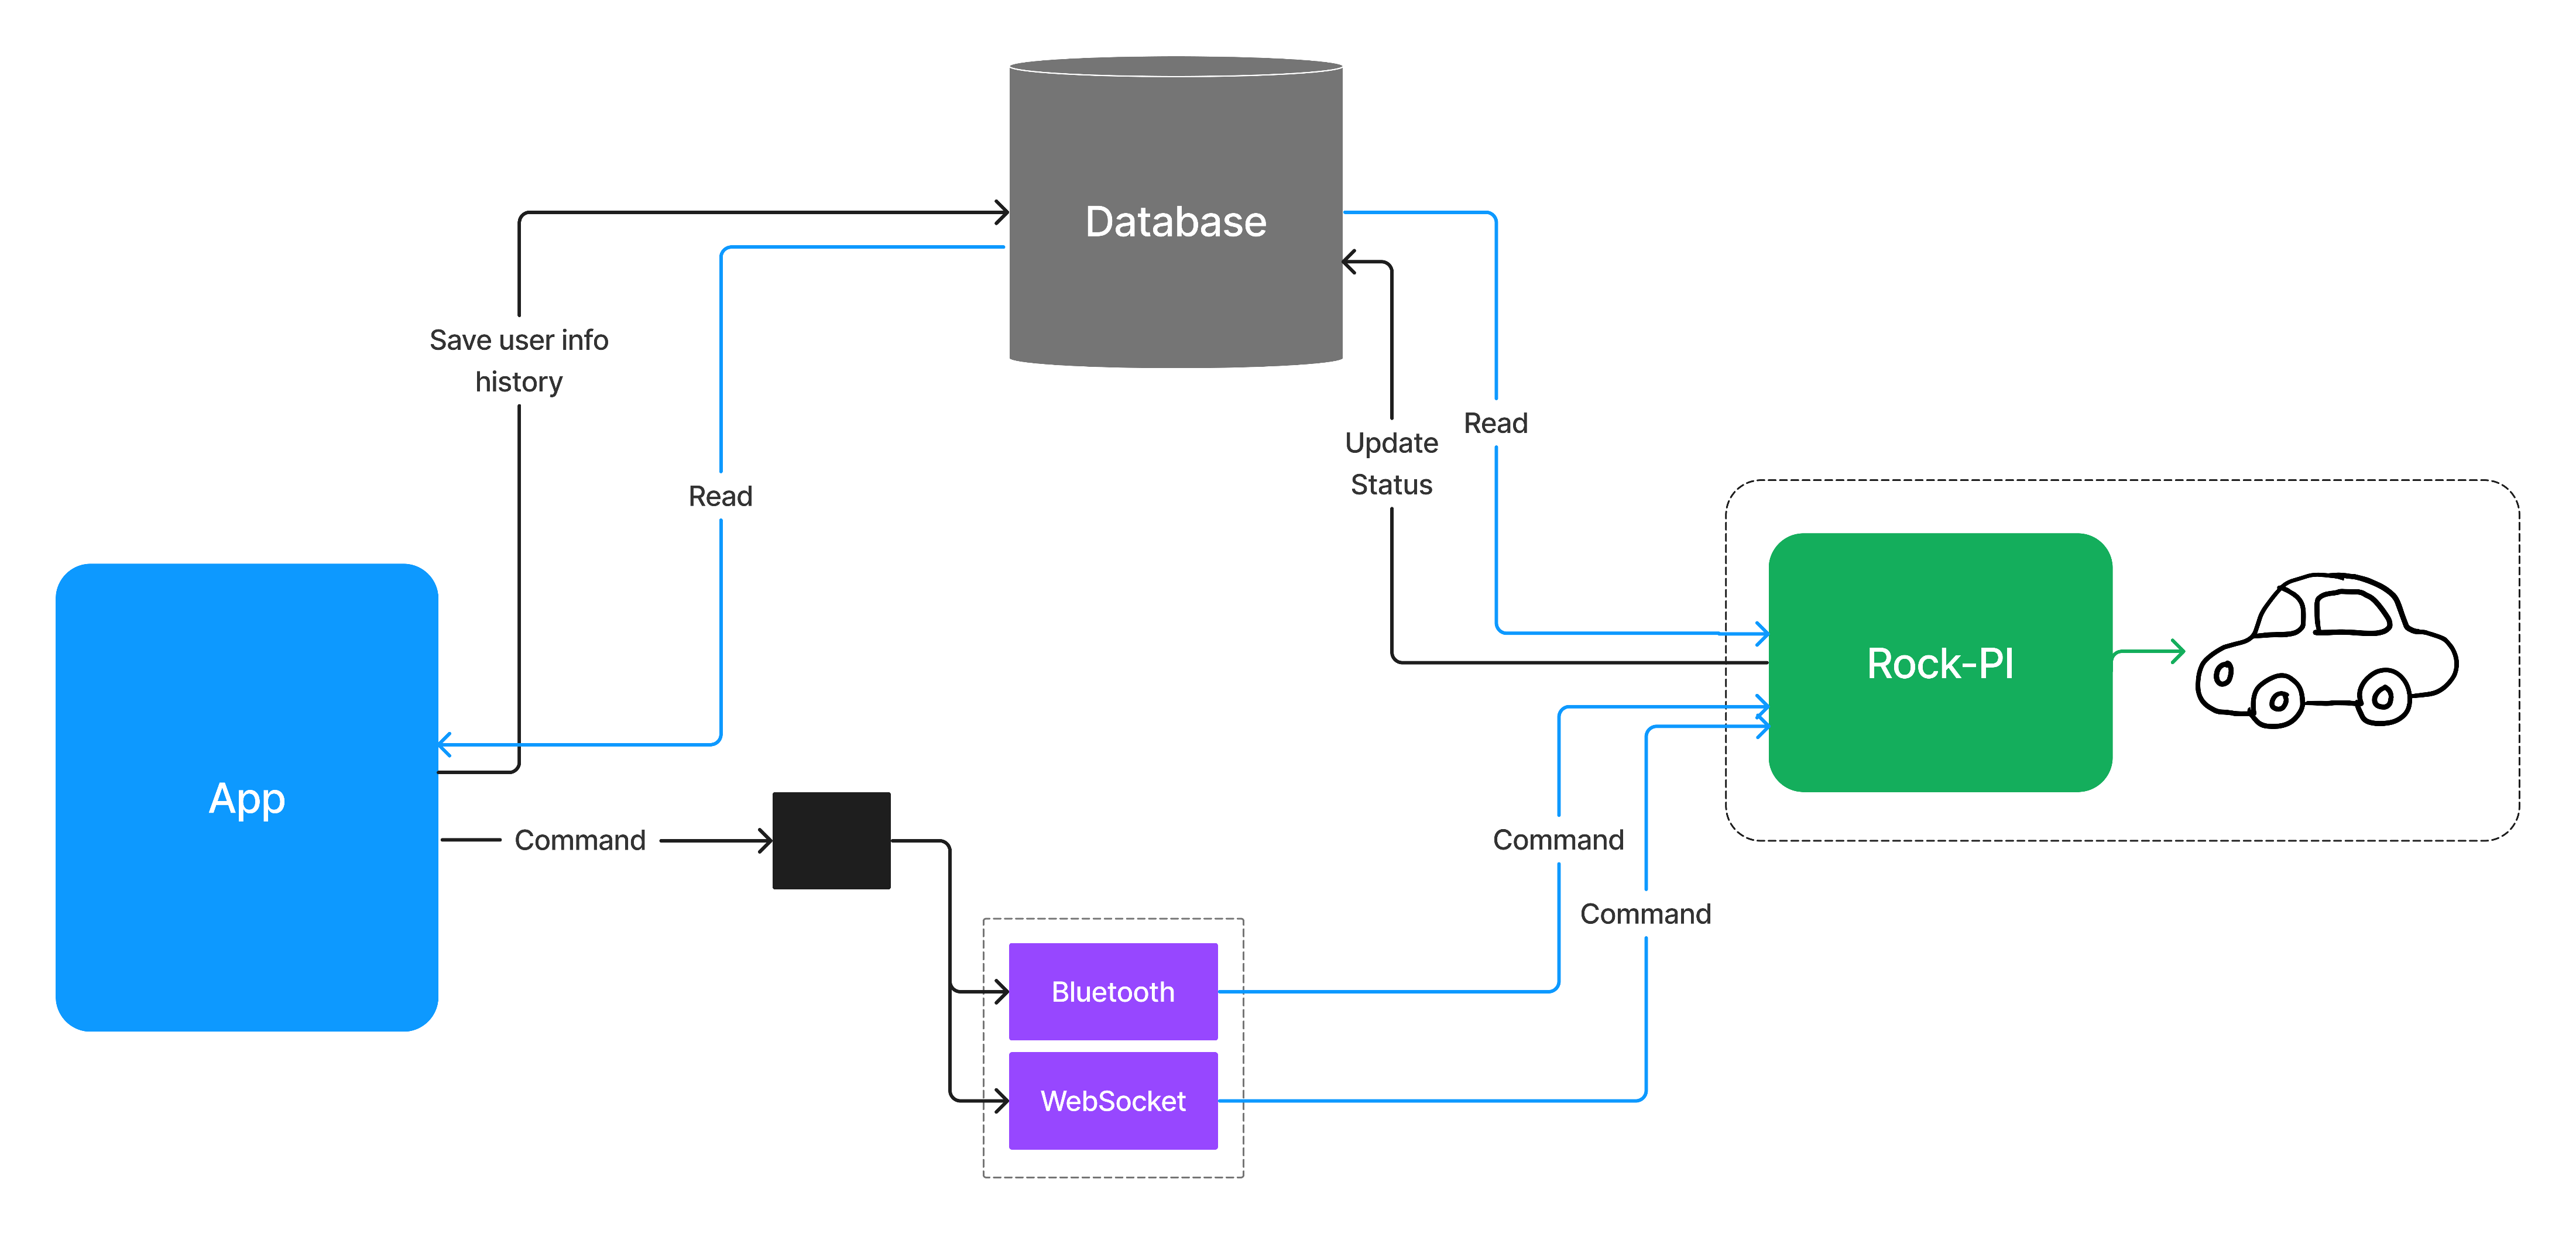 Database
Save user info
history
Read
Update
Status
Read
App
Rock-PI
Command
Command
Command
Bluetooth
WebSocket